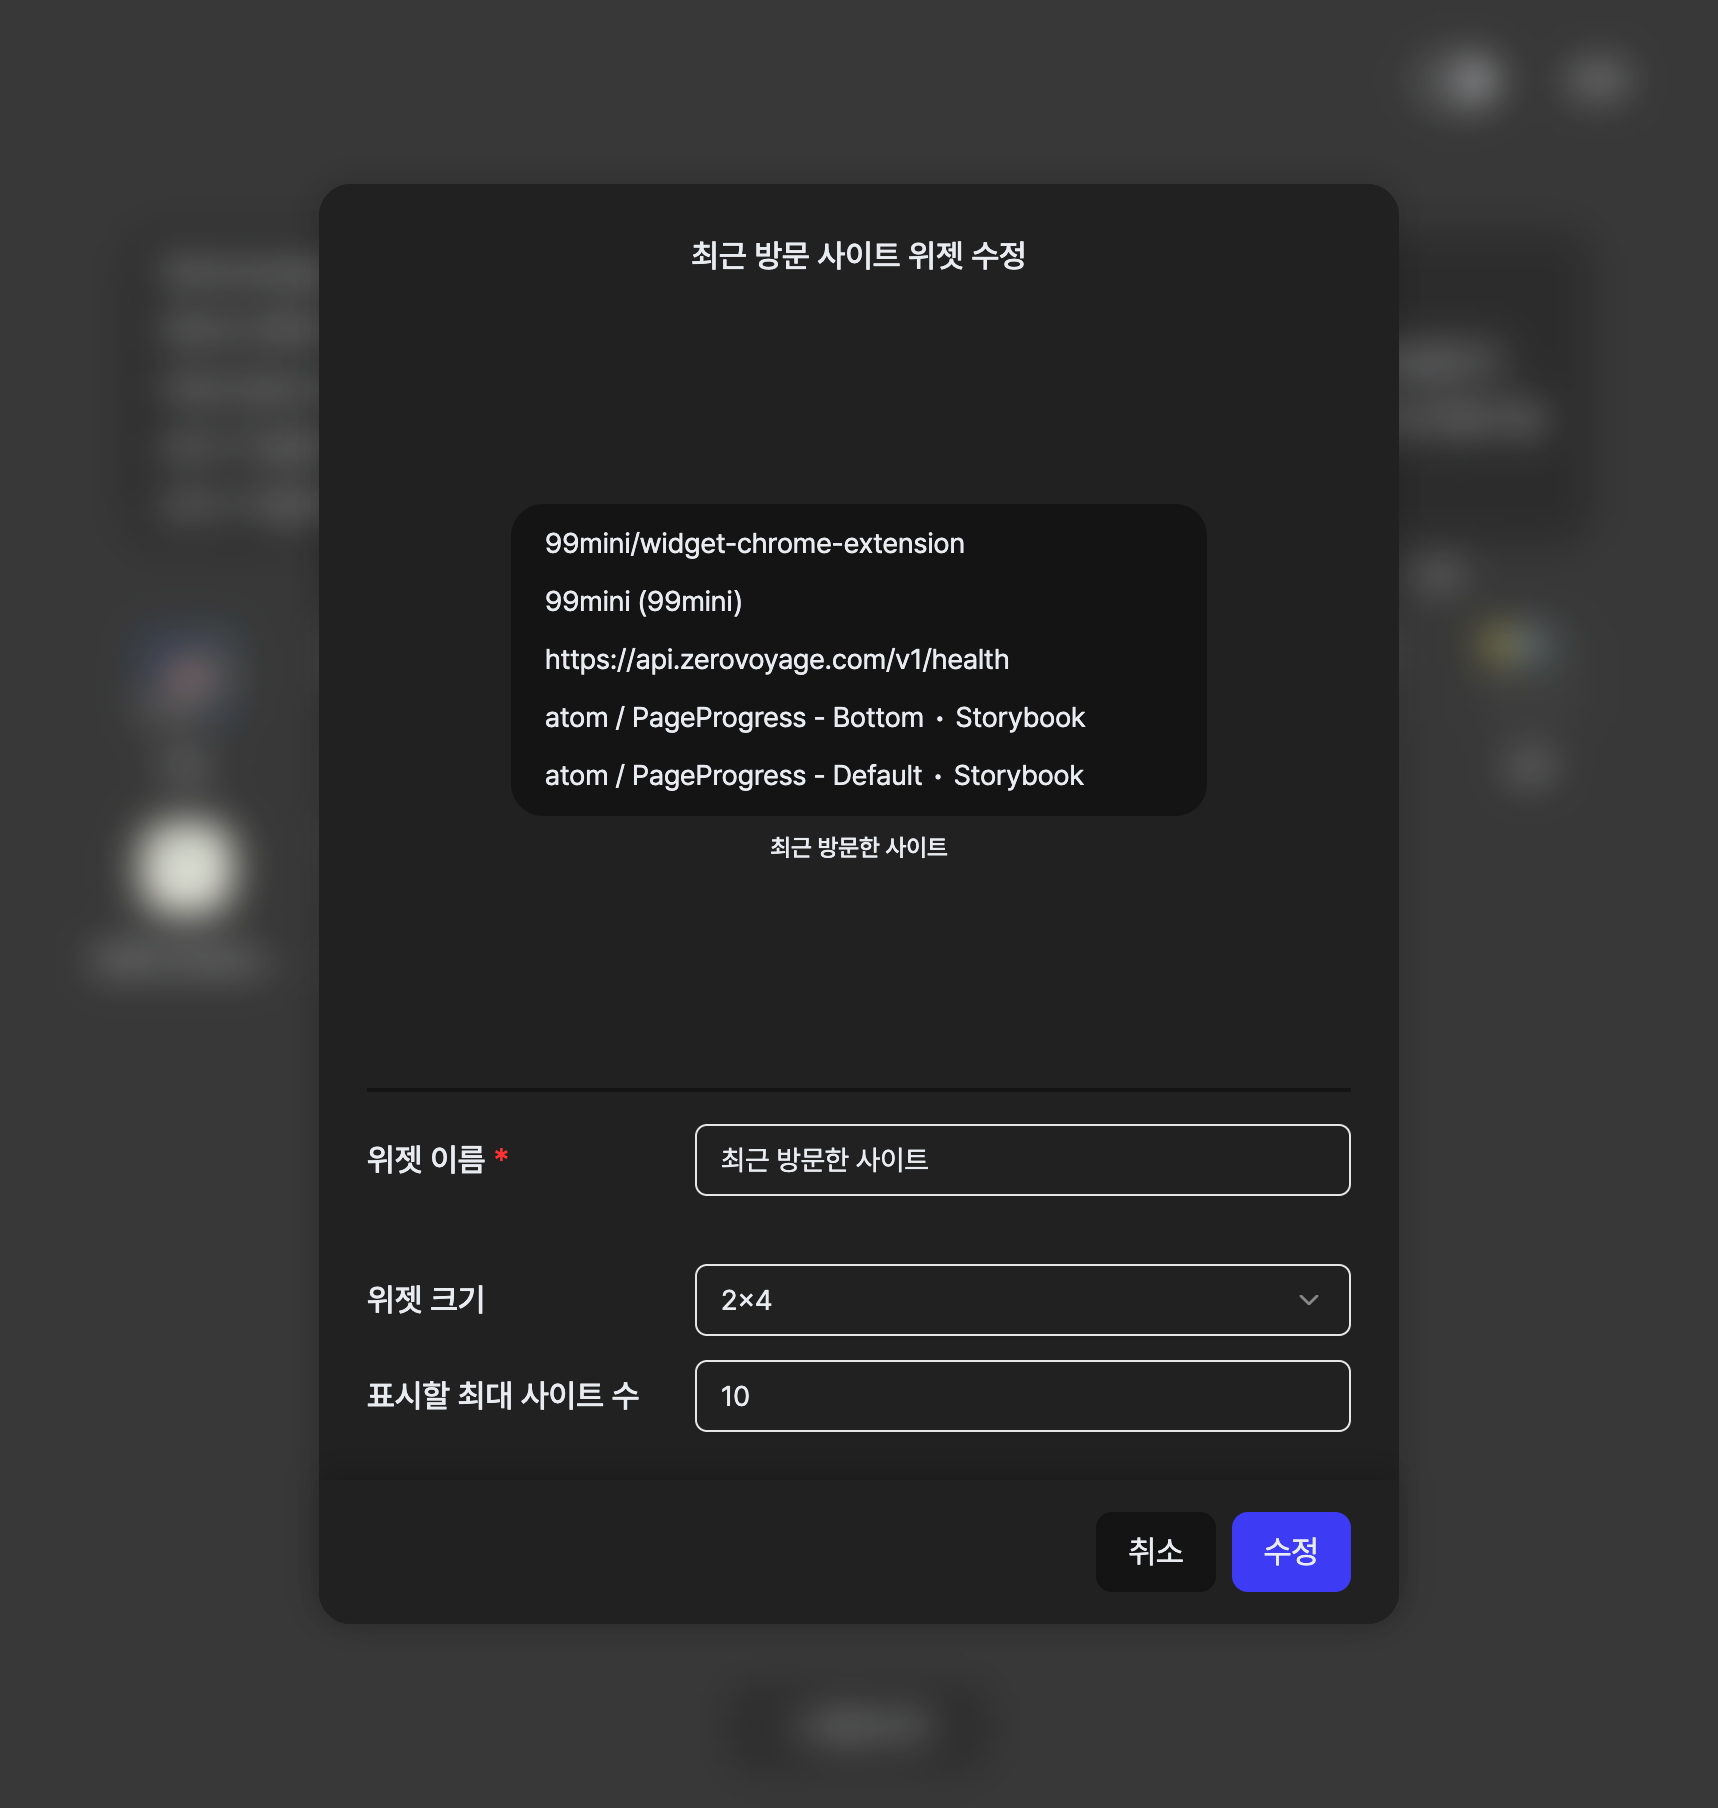 최근 방문 사이트 위젯 수정
99mini/widget-chrome-extension
99mini (99mini)
https://api.zerovoyage.com/v1/health
atom / PageProgress - Bottom • Storybook
atom / PageProgress - Default • Storybook
최근 방문한 사이트
위젯 이름 *
최근 방문한 사이트
위젯 크기
2×4
표시할 최대 사이트 수
10
취소
수정